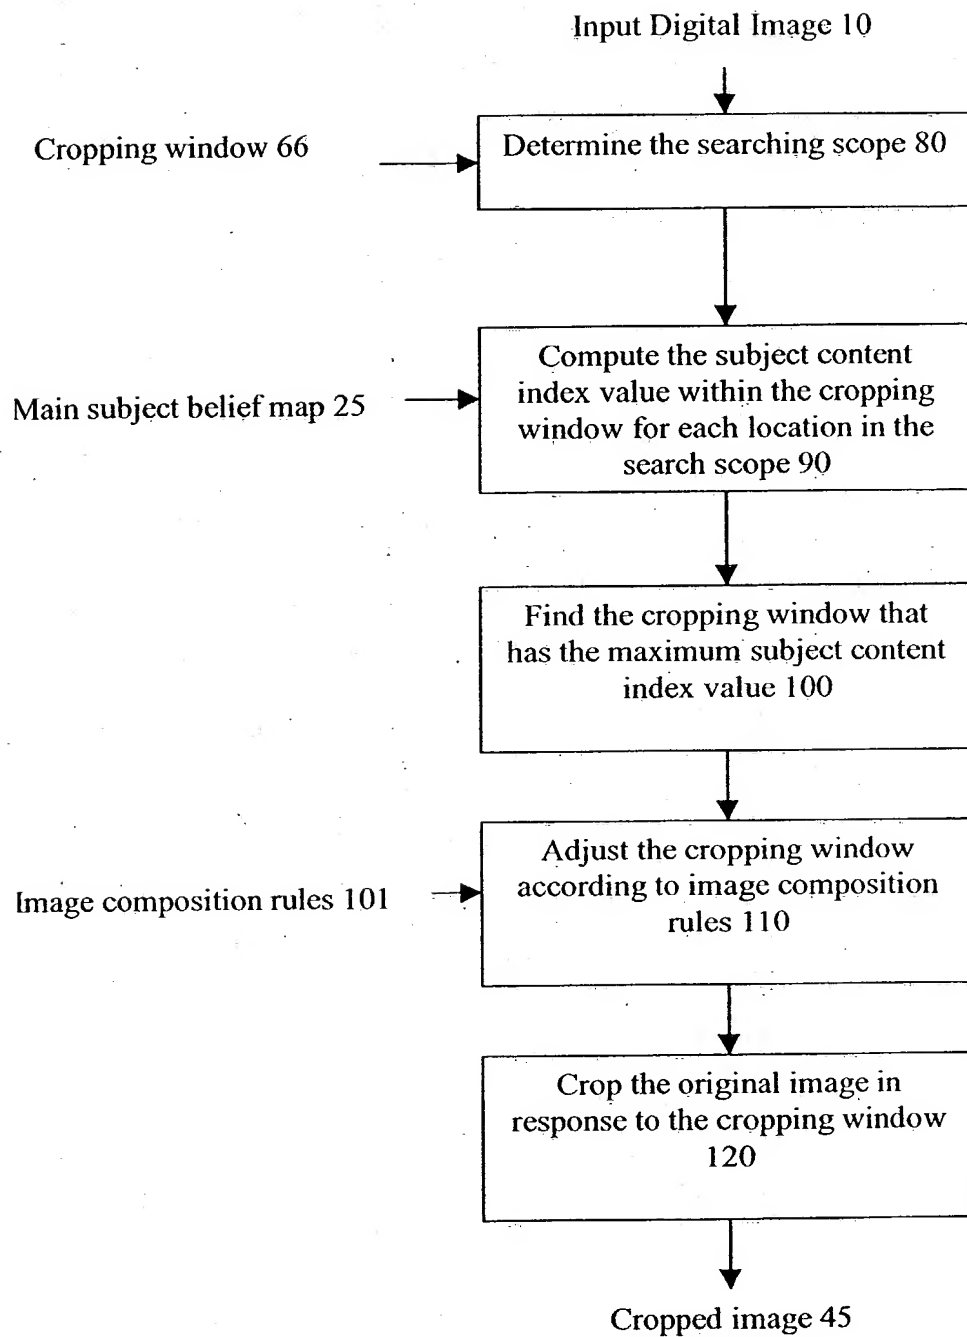 Input Digital Image 10
Cropping window 66
Determine the searching scope 80
Main subject belief map 25
Compute the subject content
index value within the cropping
window for each location in the
search scope 90
Find the cropping window that
has the maximum subject content
index value 100
Image composition rules 101
Adjust the cropping window
according to image composition
rules 110
Crop the original image in
response to the cropping window
120
Cropped image 45